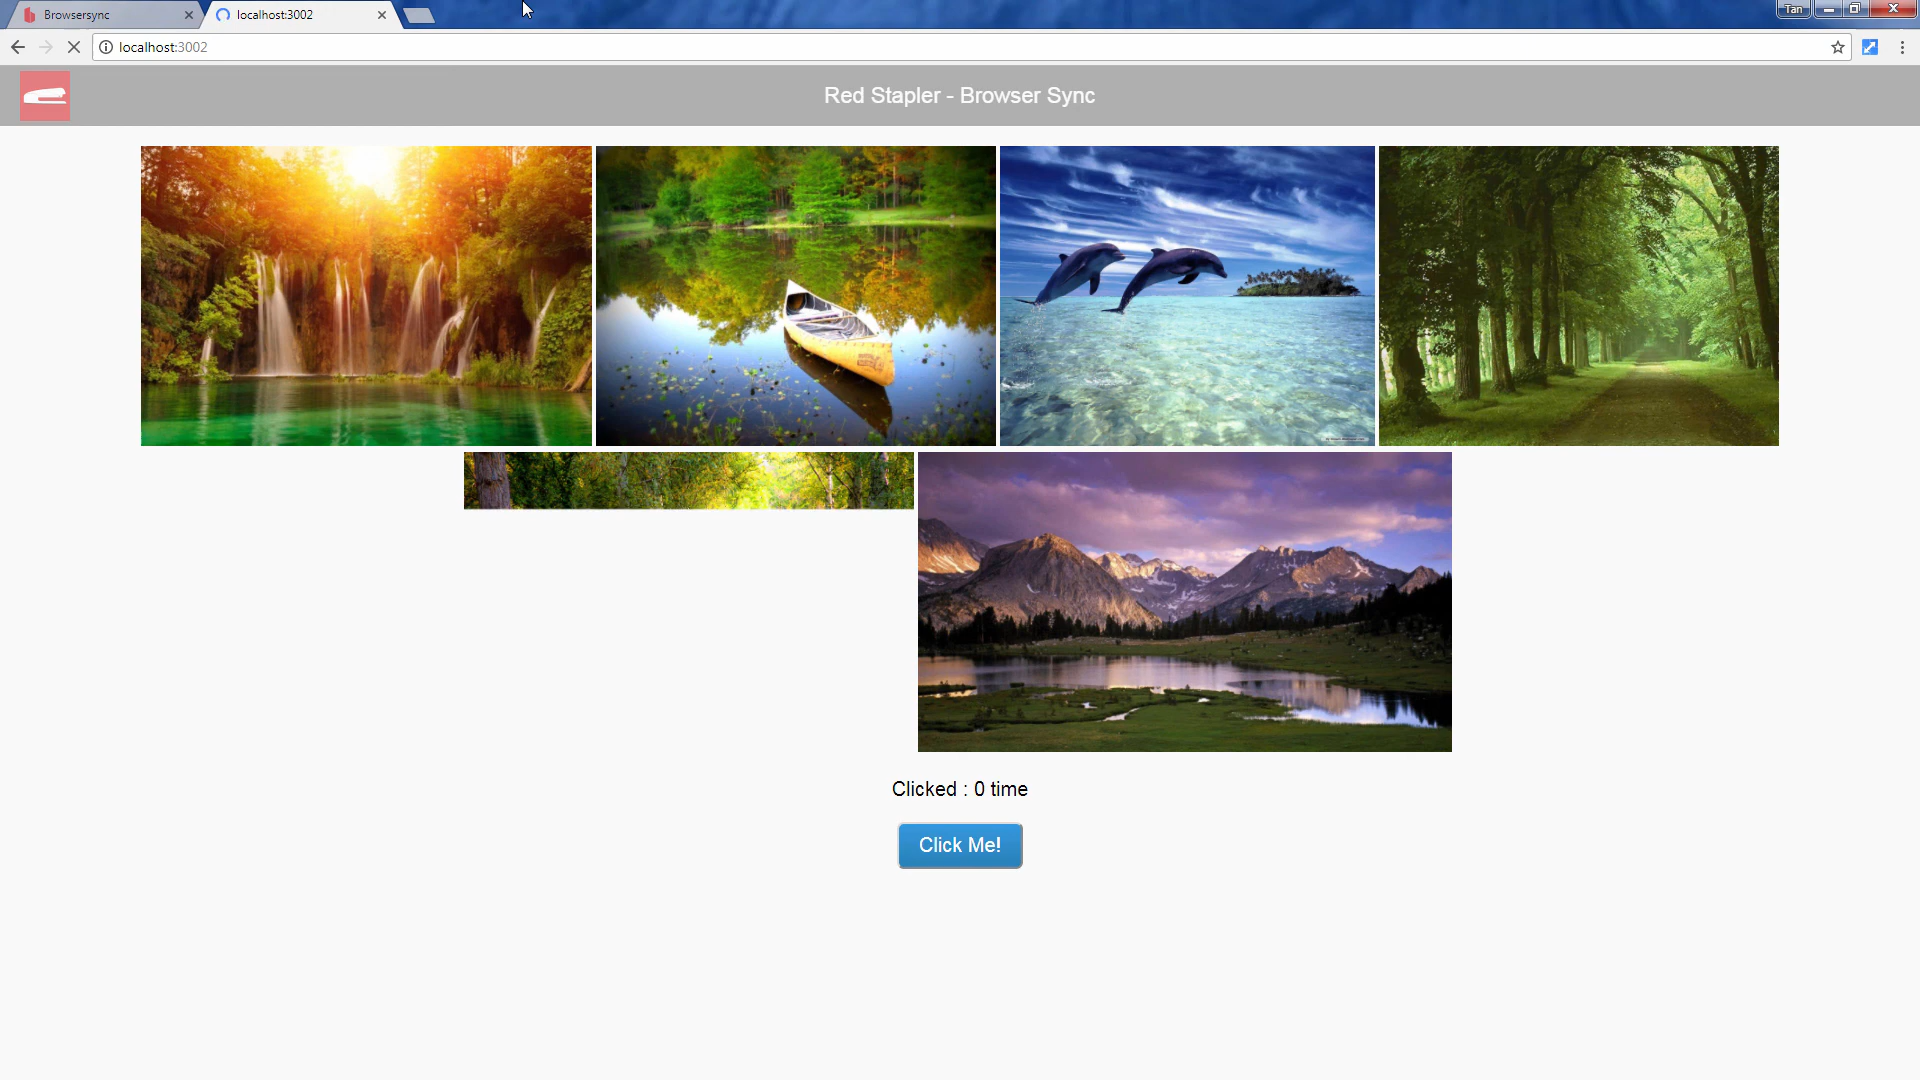 Browsersync
localhost:3002
Tan
localhost:3002
Red Stapler - Browser Sync
Clicked : 0 time
Click Me!